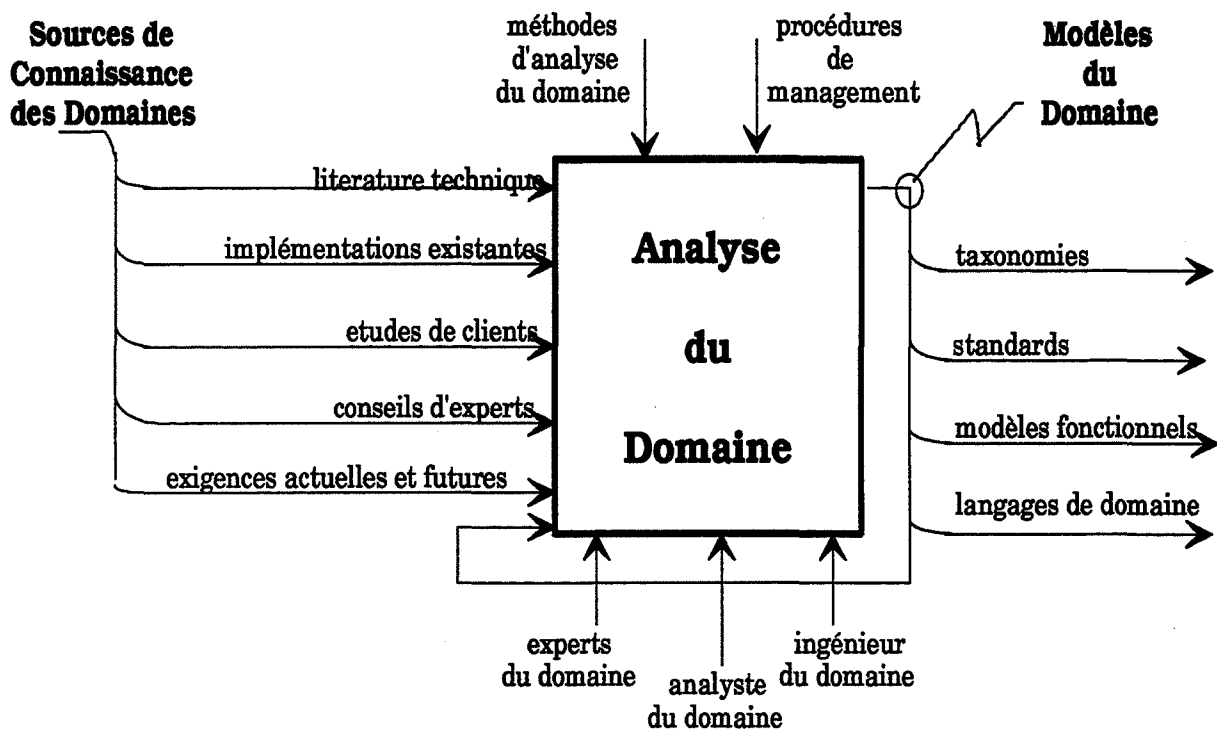 Sources de
Connaissance
des Domaines
méthodes
d'analyse
du domaine
procédures
de
management
Modèles
du
Domaine
literature technique
implémentations existantes
etudes de clients
conseils d'experts
exigences actuelles et futures
Analyse
du
Domaine
taxonomies
standards
modèles fonctionnels
langages de domaine
experts
du domaine
analyste
du domaine
ingénieur
du domaine